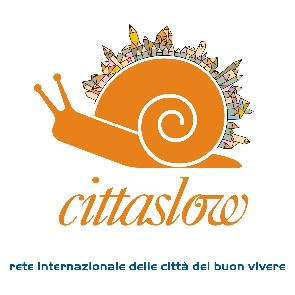 cittaslow
rete internazionale delle città del buon vivere